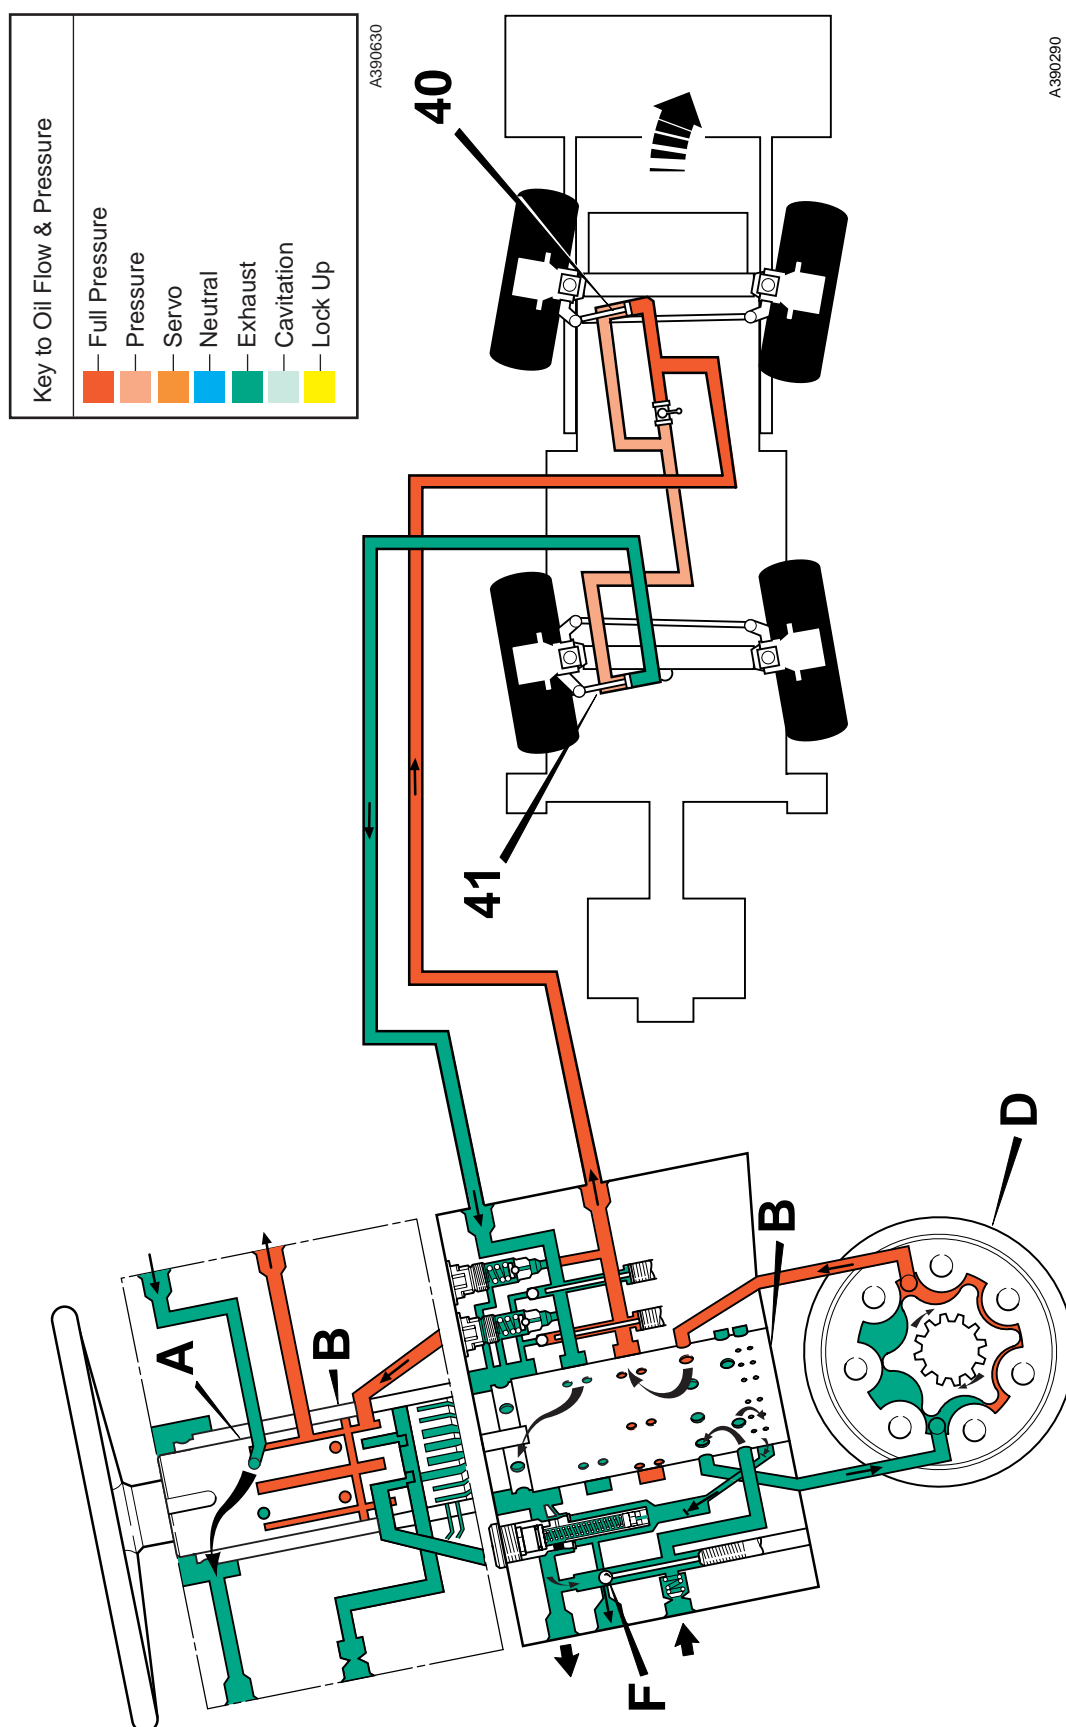 Key to Oil Flow & Pressure
Full Pressure
Pressure
Servo
Neutral
Exhaust
Cavitation
Lock Up
A390630
A390290
40
41
A
B
B
D
F